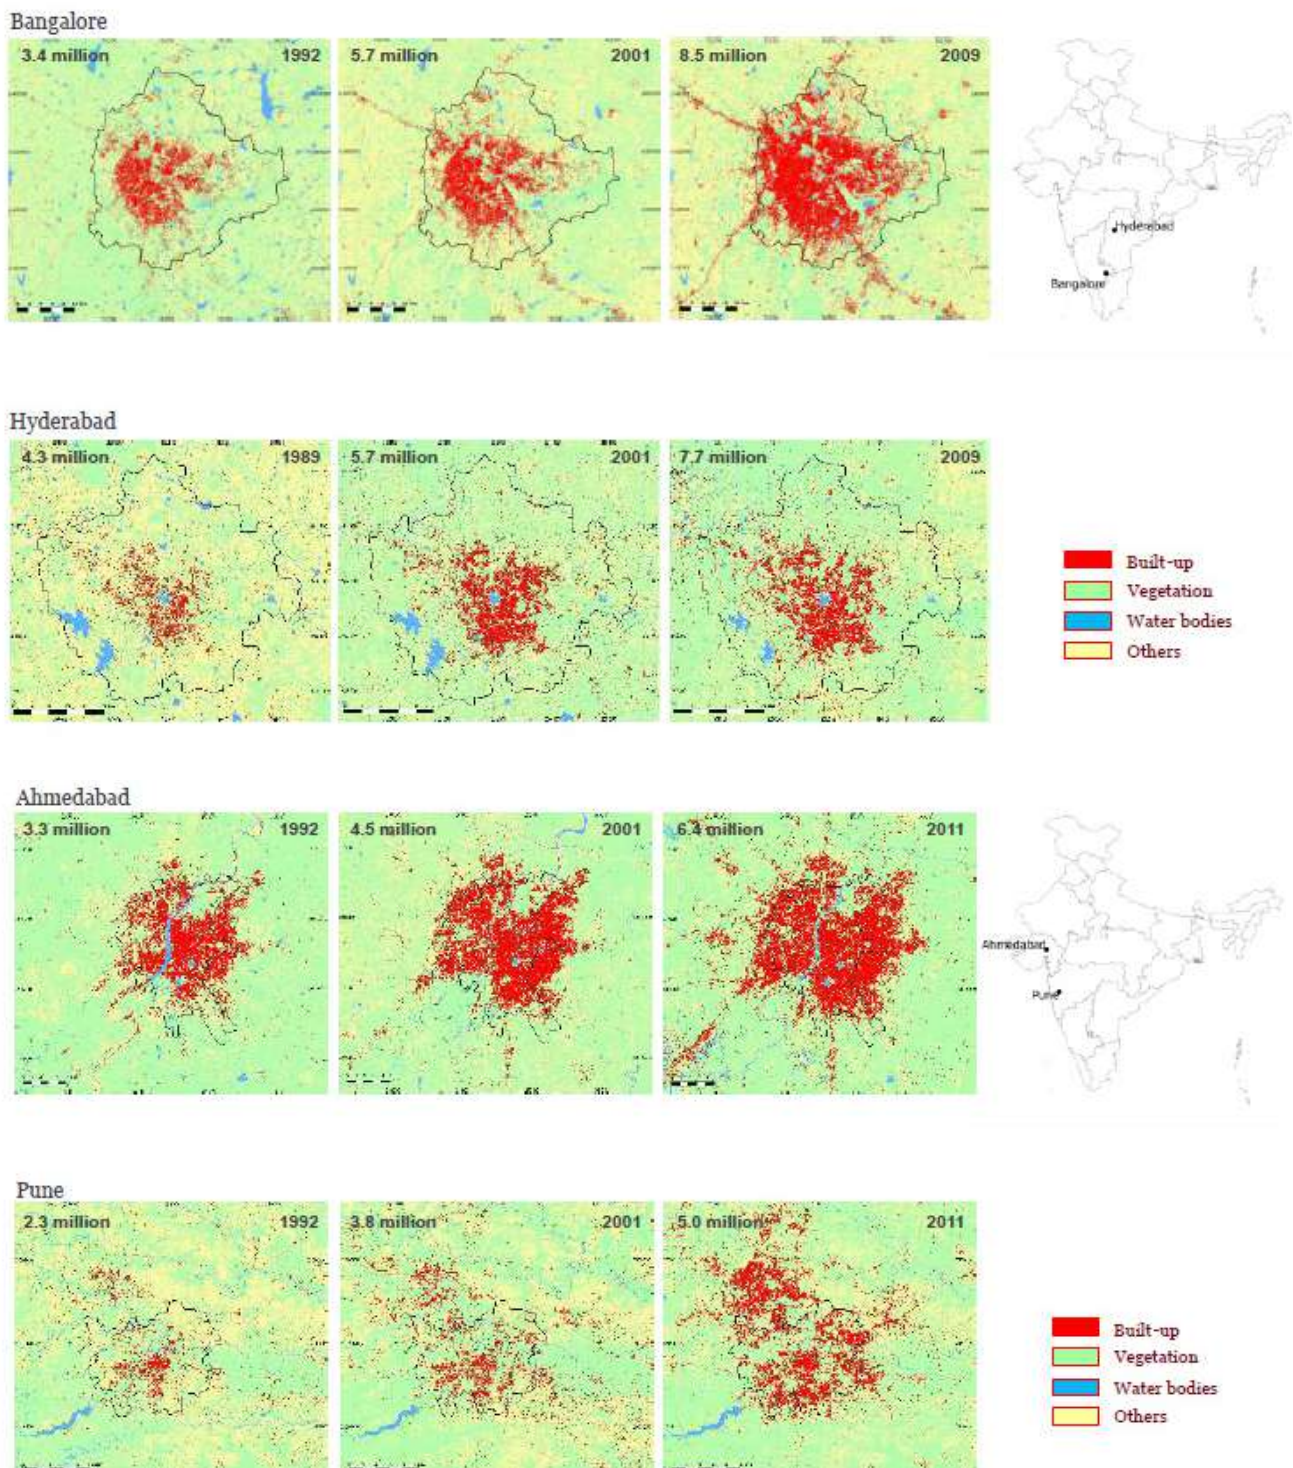 Bangalore
3.4 million 1992
5.7 million 2001
8.5 million 2009
Hyderabad
Bangalore
Hyderabad
4.3 million 1989
5.7 million 2001
7.7 million 2009
Built-up
Vegetation
Water bodies
Others
Ahmedabad
3.3 million 1992
4.5 million 2001
6.4 million 2011
Ahmedabad
Pune
Pune
2.3 million 1992
3.8 million 2001
5.0 million 2011
Built-up
Vegetation
Water bodies
Others